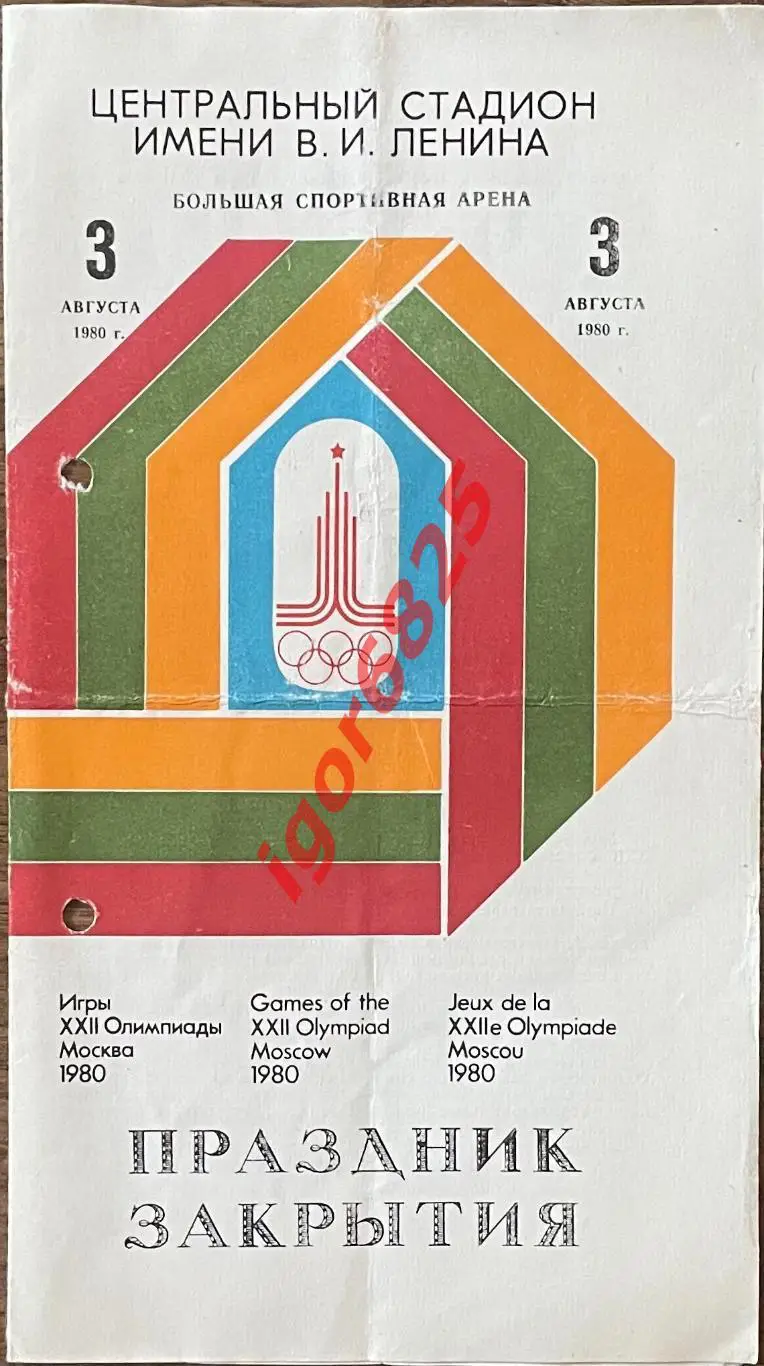 ЦЕНТРАЛЬНЫЙ СТАДИОН
ИМЕНИ В. И. ЛЕНИНА
БОЛЬШАЯ СПОРТИВНАЯ АРЕНА
3
АВГУСТА
1980 г.
3
АВГУСТА
1980 г.
igor6825
Игры
XXII Олимпиады
Москва
1980
Games of the
XXII Olympiad
Moscow
1980
Jeux de la
XXIIe Olympiade
Moscou
1980
ПРАЗДНИК
ЗАКРЫТИЯ